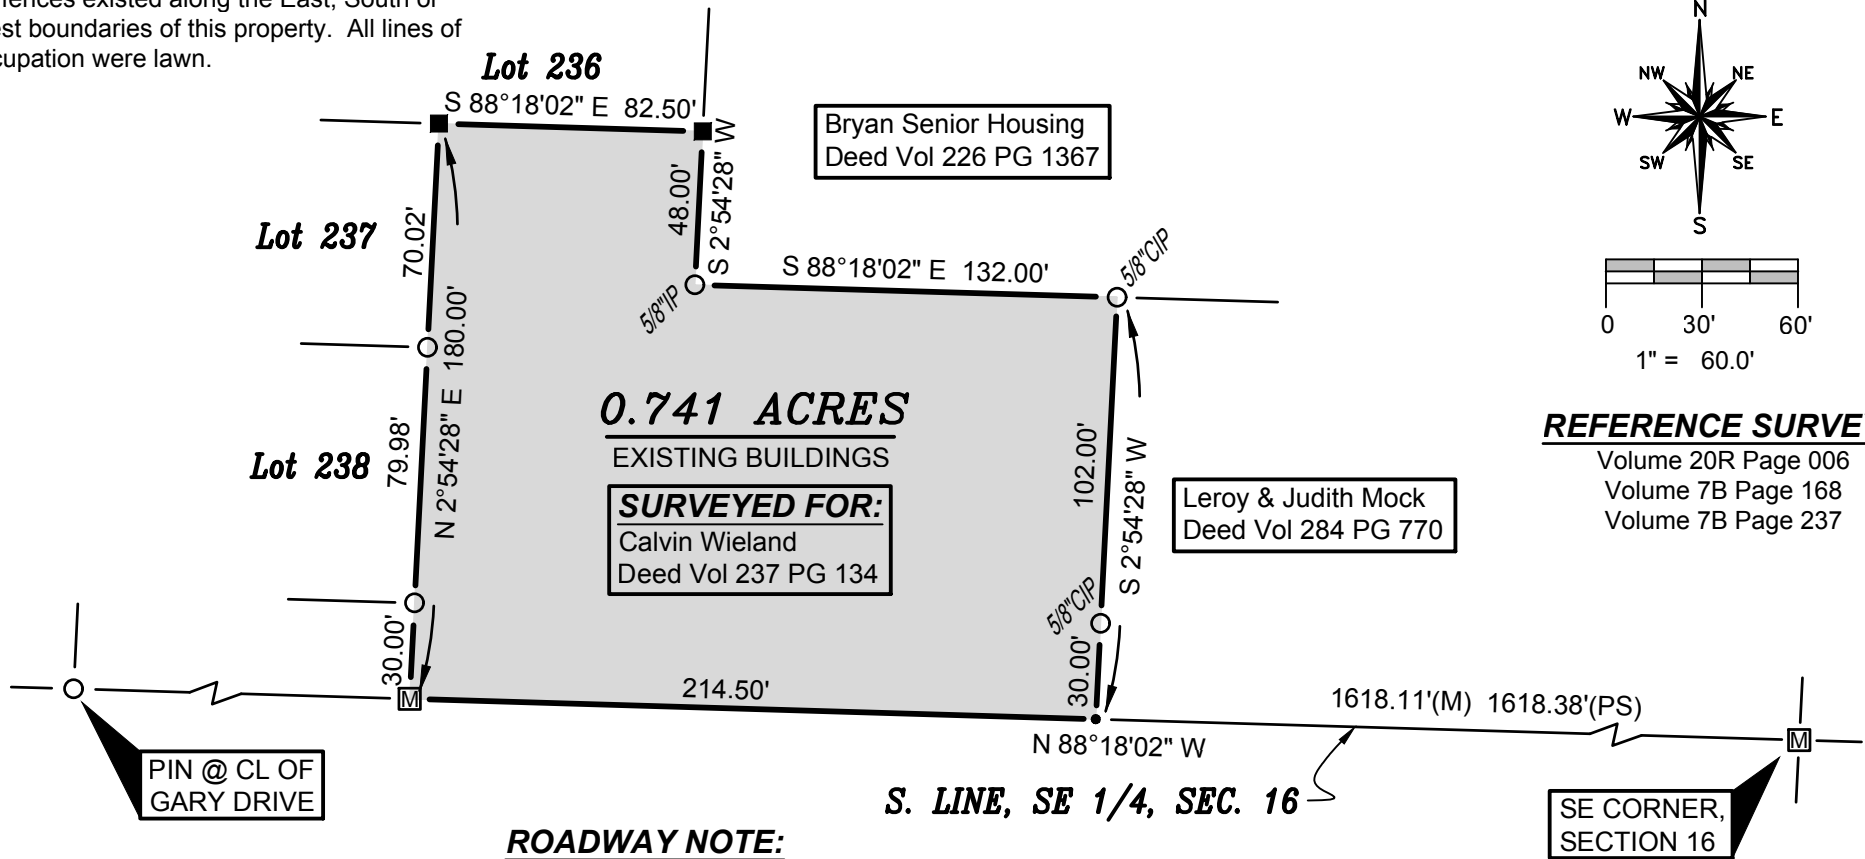 ences existed along the East, South or
est boundaries of this property. All lines of
cupation were lawn.
Lot 236
S 88°18'02" E 82.50'
Bryan Senior Housing
Deed Vol 226 PG 1367
N
NW
NE
W
E
SW
SE
S
48.00'
S 2°54'28" W
Lot 237
70.02'
5/8"IP
S 88°18'02" E 132.00'
5/8"CIP
0 30' 60'
1" = 60.0'
N 2°54'28" E 180.00'
0.741 ACRES
EXISTING BUILDINGS
SURVEYED FOR:
Calvin Wieland
Deed Vol 237 PG 134
Lot 238
79.98'
102.00'
S 2°54'28" W
Leroy & Judith Mock
Deed Vol 284 PG 770
REFERENCE SURVE
Volume 20R Page 006
Volume 7B Page 168
Volume 7B Page 237
5/8"CIP
30.00'
M
214.50'
30.00'
1618.11'(M) 1618.38'(PS)
M
N 88°18'02" W
PIN @ CL OF
GARY DRIVE
S. LINE, SE 1/4, SEC. 16
SE CORNER,
SECTION 16
ROADWAY NOTE: